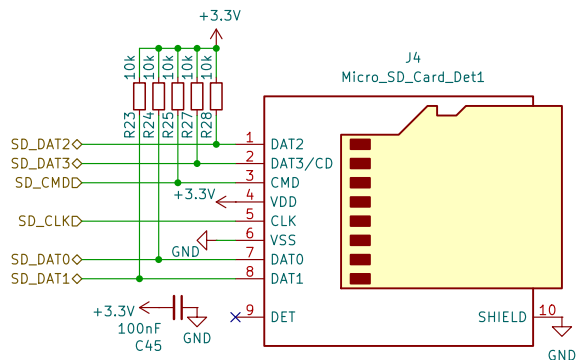 +3.3V
J4
Micro_SD_Card_Det1
10k
10k
10k
10k
10k
R23
R24
R25
R27
R28
SD_DAT2
1
DAT2
SD_DAT3
2
DAT3/CD
SD_CMD
3
CMD
+3.3V
4
VDD
SD_CLK
5
CLK
GND
6
VSS
SD_DAT0
7
DAT0
SD_DAT1
8
DAT1
+3.3V
100nF
C45
GND
9
DET
SHIELD
10
GND